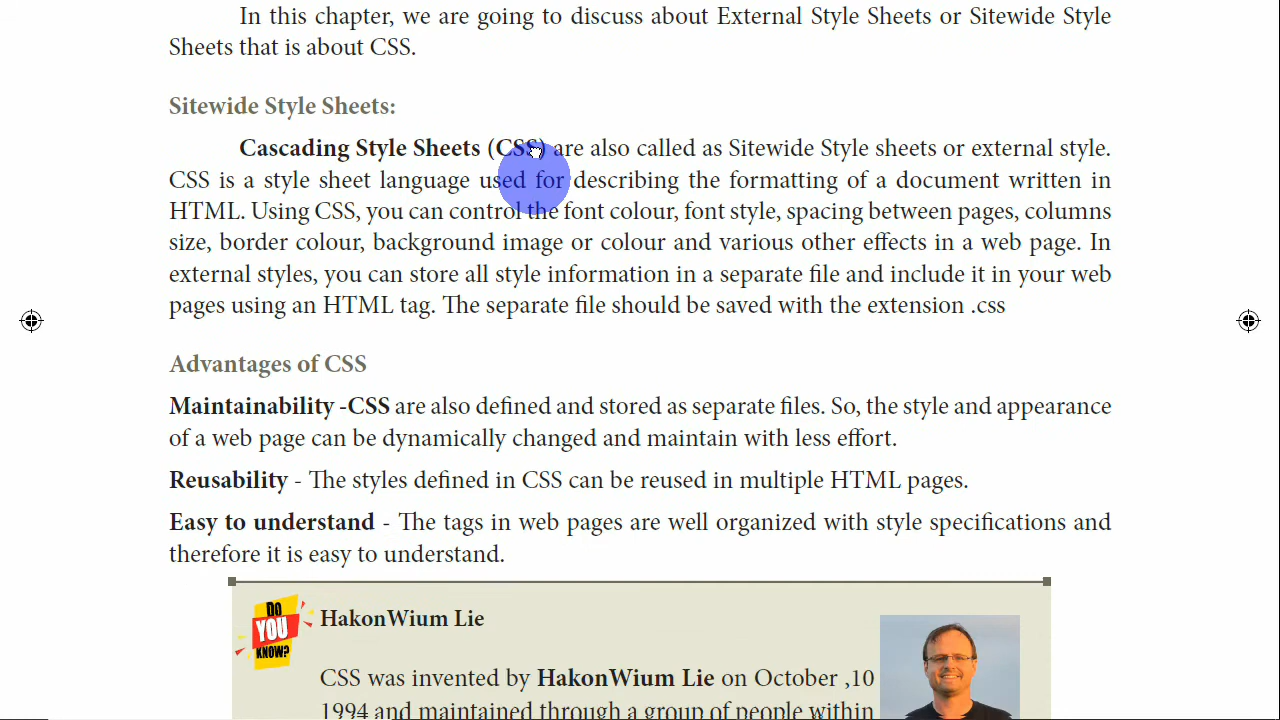 In this chapter, we are going to discuss about External Style Sheets or Sitewide Style
Sheets that is about CSS.
Sitewide Style Sheets:
Cascading Style Sheets (CSS) are also called as Sitewide Style sheets or external style.
CSS is a style sheet language used for describing the formatting of a document written in
HTML. Using CSS, you can control the font colour, font style, spacing between pages, columns
size, border colour, background image or colour and various other effects in a web page. In
external styles, you can store all style information in a separate file and include it in your web
pages using an HTML tag. The separate file should be saved with the extension .css
Advantages of CSS
Maintainability -CSS are also defined and stored as separate files. So, the style and appearance
of a web page can be dynamically changed and maintain with less effort.
Reusability - The styles defined in CSS can be reused in multiple HTML pages.
Easy to understand - The tags in web pages are well organized with style specifications and
therefore it is easy to understand.
DO
YOU
KNOW?
HakonWium Lie
CSS was invented by HakonWium Lie on October ,10
1994 and maintained through a group of people within